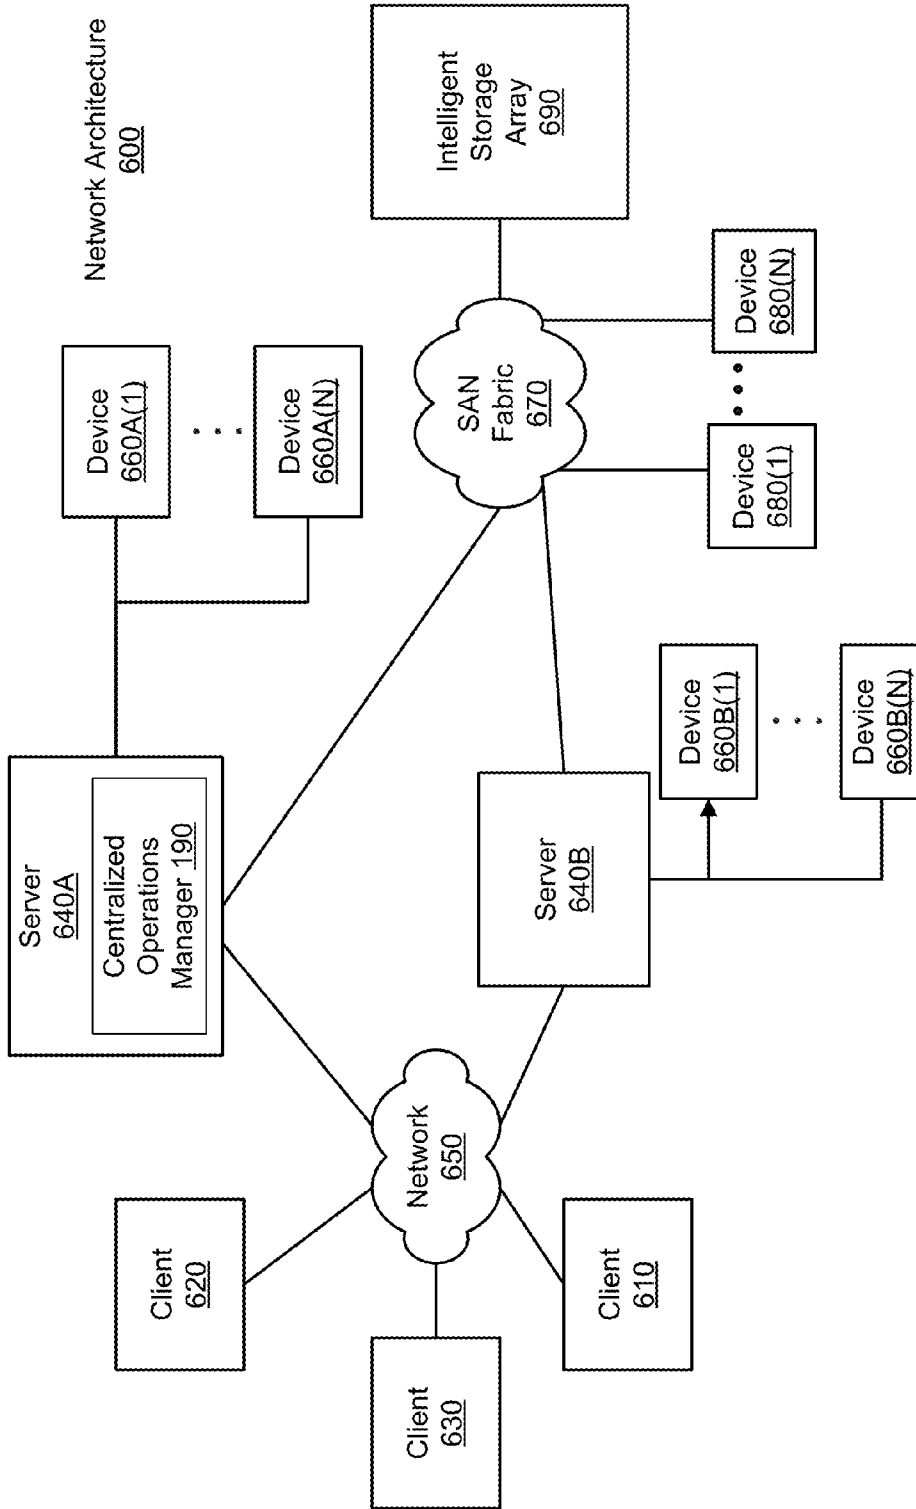 Network Architecture
600
Server
640A
Centralized
Operations
Manager 190
Device
660A(1)
Device
660A(N)
Client
620
Client
630
Client
610
Network
650
SAN
Fabric
670
Intelligent
Storage
Array
690
Server
640B
Device
660B(1)
Device
660B(N)
Device
680(1)
Device
680(N)